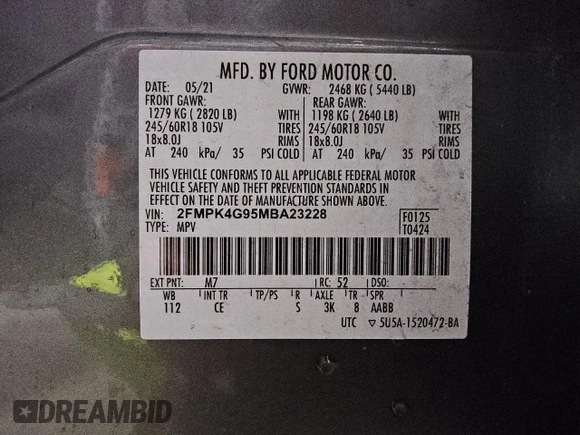 MFD. BY FORD MOTOR CO.
DATE: 05/21 GVWR: 2468 KG ( 5440 LB)
FRONT GAWR: REAR GAWR:
1279 KG ( 2820 LB) WITH 1198 KG ( 2640 LB) WITH
245/60R18 105V TIRES 245/60R18 105V TIRES
18x8.0J RIMS 18x8.0J RIMS
AT 240 kPa/ 35 PSI COLD AT 240 kPa/ 35 PSI COLD
THIS VEHICLE CONFORMS TO ALL APPLICABLE FEDERAL MOTOR
VEHICLE SAFETY AND THEFT PREVENTION STANDARDS IN
EFFECT ON THE DATE OF MANUFACTURE SHOWN ABOVE.
VIN: 2FMPK4G95MBA23228 F0125
TYPE: MPV T0424
EXT PNT: M7 RC: 52 DSO:
WB INT TR TP/PS R AXLE TR SPR
112 CE S 3K 8 AABB
UTC ▽ 5U5A-1520472-BA
DREAMBID